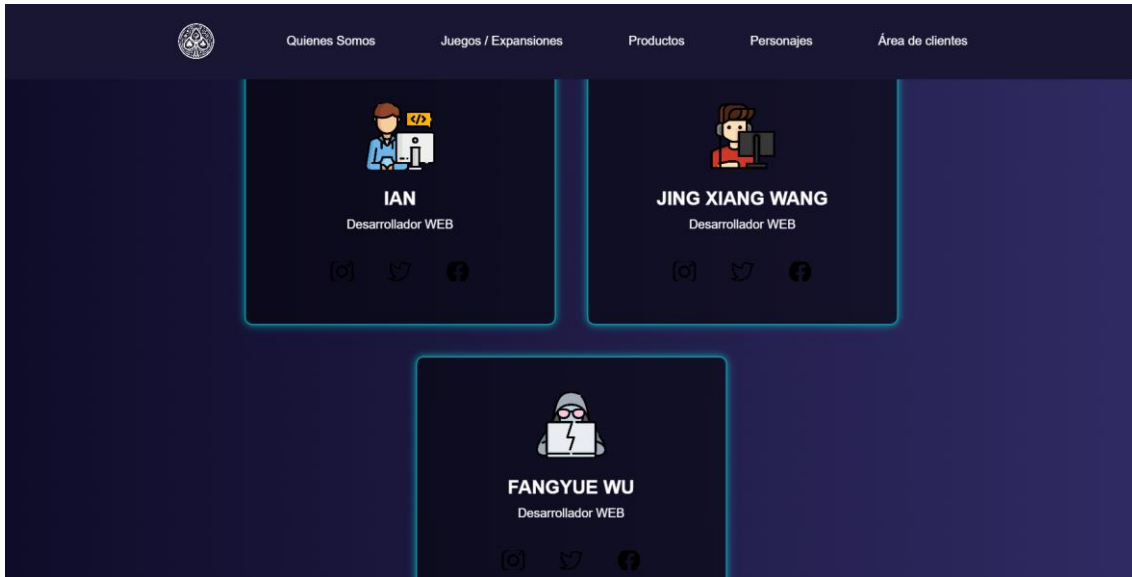 Quienes Somos
Juegos / Expansiones
Productos
Personajes
Área de clientes
</>
IAN
Desarrollador WEB
JING XIANG WANG
Desarrollador WEB
FANGYUE WU
Desarrollador WEB